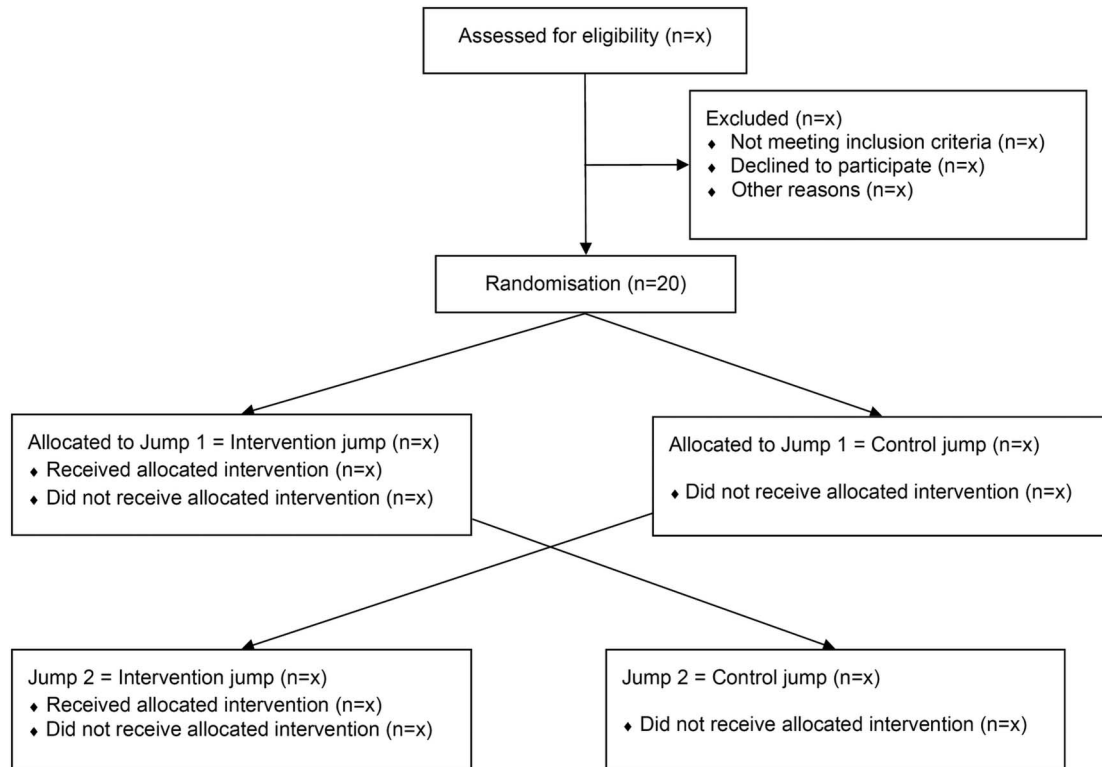 Assessed for eligibility (n=x)
Excluded (n=x)
♦ Not meeting inclusion criteria (n=x)
♦ Declined to participate (n=x)
♦ Other reasons (n=x)
Randomisation (n=20)
Allocated to Jump 1 = Intervention jump (n=x)
♦ Received allocated intervention (n=x)
♦ Did not receive allocated intervention (n=x)
Allocated to Jump 1 = Control jump (n=x)
♦ Did not receive allocated intervention (n=x)
Jump 2 = Intervention jump (n=x)
♦ Received allocated intervention (n=x)
♦ Did not receive allocated intervention (n=x)
Jump 2 = Control jump (n=x)
♦ Did not receive allocated intervention (n=x)